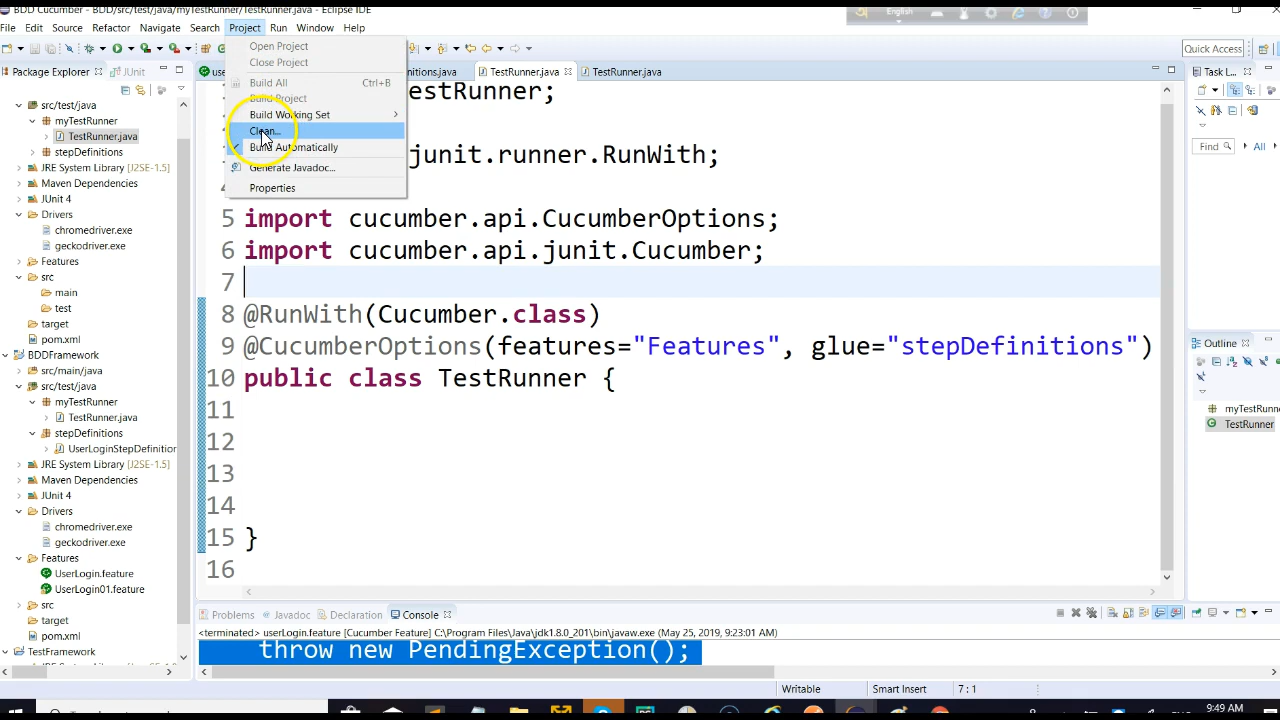 BDD Cucumber - BDD/src/test/java/myTestRunner/TestRunner.java - Eclipse IDE
English
File Edit Source Refactor Navigate Search Project Run Window Help
Quick Access
Open Project
Close Project
Build All Ctrl+B
Build Project
Build Working Set
Clean...
Build Automatically
Generate Javadoc...
Properties
Package Explorer JUnit
src/test/java
myTestRunner
TestRunner.java
stepDefinitions
JRE System Library [J2SE-1.5]
Maven Dependencies
JUnit 4
Drivers
chromedriver.exe
geckodriver.exe
Features
src
main
test
target
pom.xml
BDDFramework
src/main/java
src/test/java
myTestRunner
TestRunner.java
stepDefinitions
UserLoginStepDefinition
JRE System Library [J2SE-1.5]
Maven Dependencies
JUnit 4
Drivers
chromedriver.exe
geckodriver.exe
Features
UserLogin.feature
UserLogin01.feature
src
target
pom.xml
TestFramework
nitions.java TestRunner.java TestRunner.java
estRunner;
junit.runner.RunWith;
5 import cucumber.api.CucumberOptions;
6 import cucumber.api.junit.Cucumber;
7
8 @RunWith(Cucumber.class)
9 @CucumberOptions(features="Features", glue="stepDefinitions")
10 public class TestRunner {
11
12
13
14
15 }
16
Task L...
Find All
Outline
myTestRunne
TestRunner
Problems Javadoc Declaration Console
<terminated> userLogin.feature [Cucumber Feature] C:\Program Files\Java\jdk1.8.0_201\bin\javaw.exe (May 25, 2019, 9:23:01 AM)
throw new PendingException();
Writable Smart Insert 7 : 1
9:49 AM